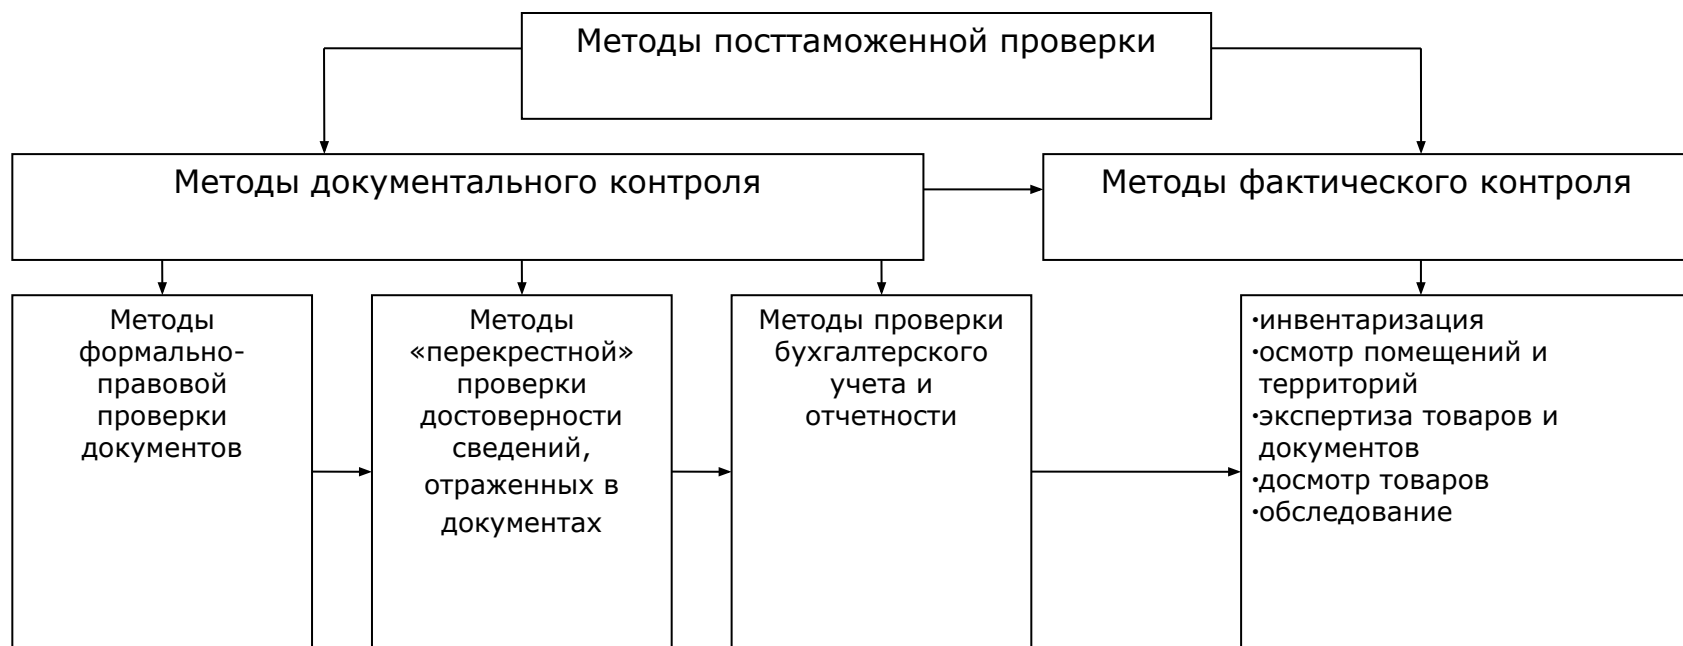 Методы посттаможенной проверки
Методы документального контроля
Методы фактического контроля
Методы
формально-
правовой
проверки
документов
Методы
«перекрестной»
проверки
достоверности
сведений,
отраженных в
документах
Методы проверки
бухгалтерского
учета и
отчетности
•инвентаризация
•осмотр помещений и
территорий
•экспертиза товаров и
документов
•досмотр товаров
•обследование